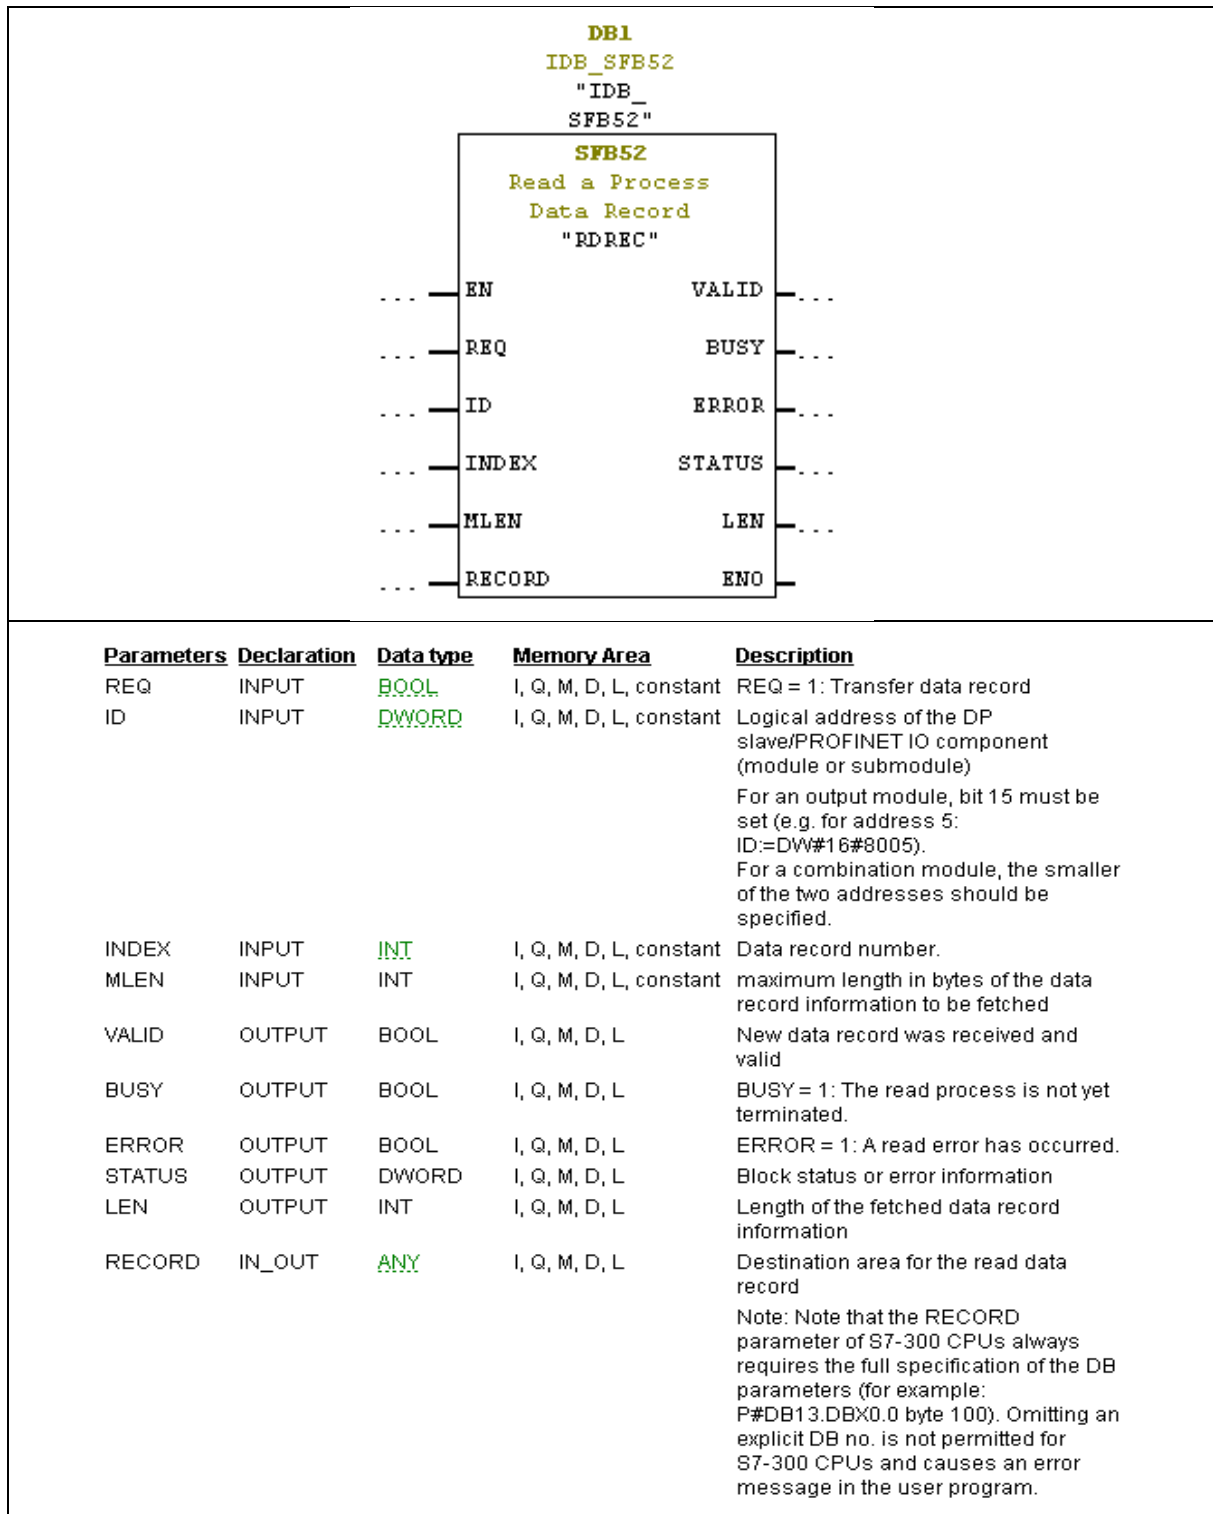 DB1
IDB_SFB52
"IDB_
SFB52"
SFB52
Read a Process
Data Record
"RDREC"
... EN VALID ...
... REQ BUSY ...
... ID ERROR ...
... INDEX STATUS ...
... MLEN LEN ...
... RECORD ENO
Parameters Declaration Data type Memory Area Description
REQ INPUT BOOL I, Q, M, D, L, constant REQ = 1: Transfer data record
ID INPUT DWORD I, Q, M, D, L, constant Logical address of the DP
slave/PROFINET IO component
(module or submodule)
For an output module, bit 15 must be
set (e.g. for address 5:
ID:=DW#16#8005).
For a combination module, the smaller
of the two addresses should be
specified.
INDEX INPUT INT I, Q, M, D, L, constant Data record number.
MLEN INPUT INT I, Q, M, D, L, constant maximum length in bytes of the data
record information to be fetched
VALID OUTPUT BOOL I, Q, M, D, L New data record was received and
valid
BUSY OUTPUT BOOL I, Q, M, D, L BUSY = 1: The read process is not yet
terminated.
ERROR OUTPUT BOOL I, Q, M, D, L ERROR = 1: A read error has occurred.
STATUS OUTPUT DWORD I, Q, M, D, L Block status or error information
LEN OUTPUT INT I, Q, M, D, L Length of the fetched data record
information
RECORD IN_OUT ANY I, Q, M, D, L Destination area for the read data
record
Note: Note that the RECORD
parameter of S7-300 CPUs always
requires the full specification of the DB
parameters (for example:
P#DB13.DBX0.0 byte 100). Omitting an
explicit DB no. is not permitted for
S7-300 CPUs and causes an error
message in the user program.